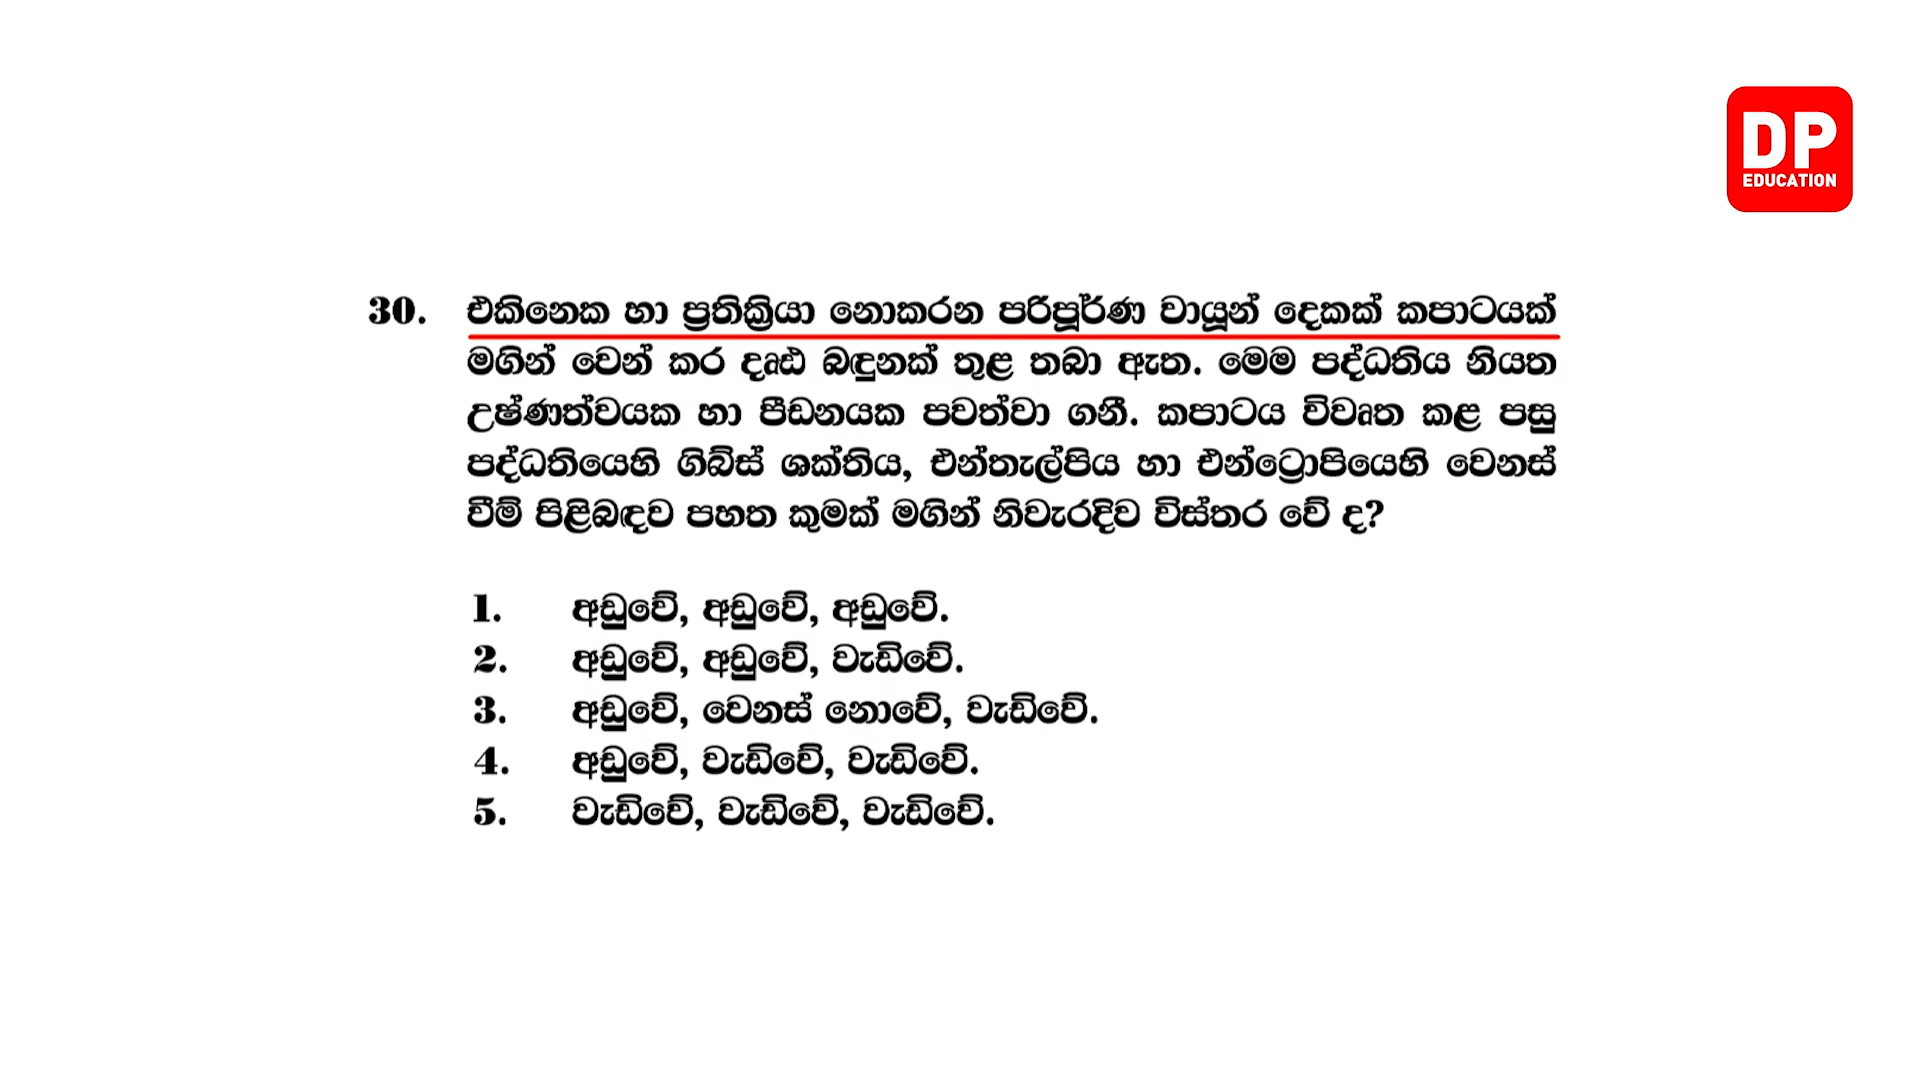 DP
EDUCATION
30. එකිනෙක හා ප්‍රතික්‍රියා නොකරන පරිපූර්ණ වායූන් දෙකක් කපාටයක්
මගින් වෙන් කර දෘඪ බඳුනක් තුළ තබා ඇත. මෙම පද්ධතිය නියත
උෂ්ණත්වයක හා පීඩනයක පවත්වා ගනී. කපාටය විවෘත කළ පසු
පද්ධතියෙහි ගිබ්ස් ශක්තිය, එන්තැල්පිය හා එන්ට්‍රොපියෙහි වෙනස්
වීම් පිළිබඳව පහත කුමක් මගින් නිවැරදිව විස්තර වේ ද?
1. අඩුවේ, අඩුවේ, අඩුවේ.
2. අඩුවේ, අඩුවේ, වැඩිවේ.
3. අඩුවේ, වෙනස් නොවේ, වැඩිවේ.
4. අඩුවේ, වැඩිවේ, වැඩිවේ.
5. වැඩිවේ, වැඩිවේ, වැඩිවේ.